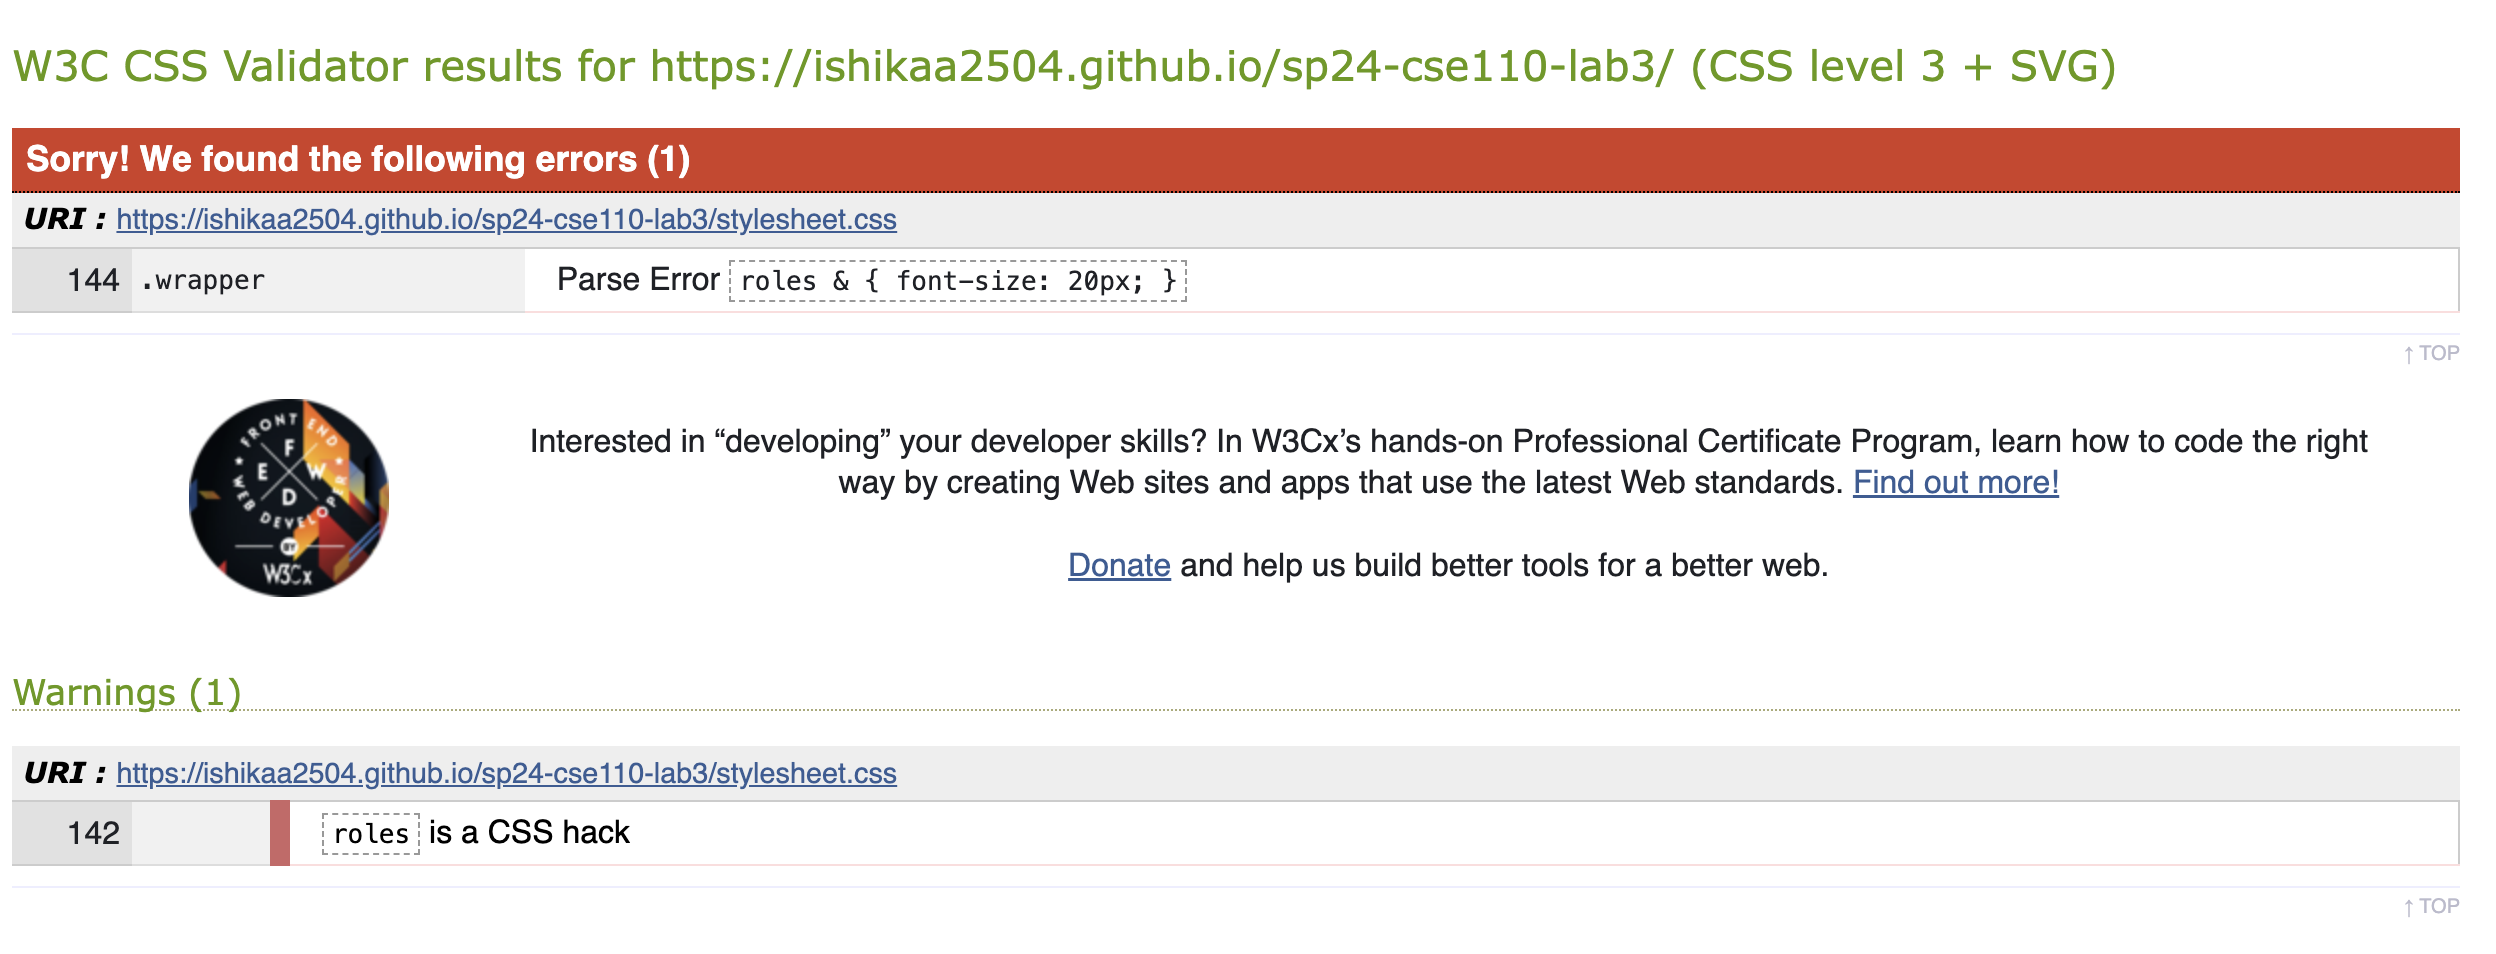 W3C CSS Validator results for https://ishikaa2504.github.io/sp24-cse110-lab3/ (CSS level 3 + SVG)
Sorry! We found the following errors (1)
URI : https://ishikaa2504.github.io/sp24-cse110-lab3/stylesheet.css
144 .wrapper Parse Error roles & { font-size: 20px; }
↑ TOP
FRONT END
F
E W
D
WEB DEVELOPER
BY
W3Cx
Interested in “developing” your developer skills? In W3Cx’s hands-on Professional Certificate Program, learn how to code the right
way by creating Web sites and apps that use the latest Web standards. Find out more!
Donate and help us build better tools for a better web.
Warnings (1)
URI : https://ishikaa2504.github.io/sp24-cse110-lab3/stylesheet.css
142 roles is a CSS hack
↑ TOP